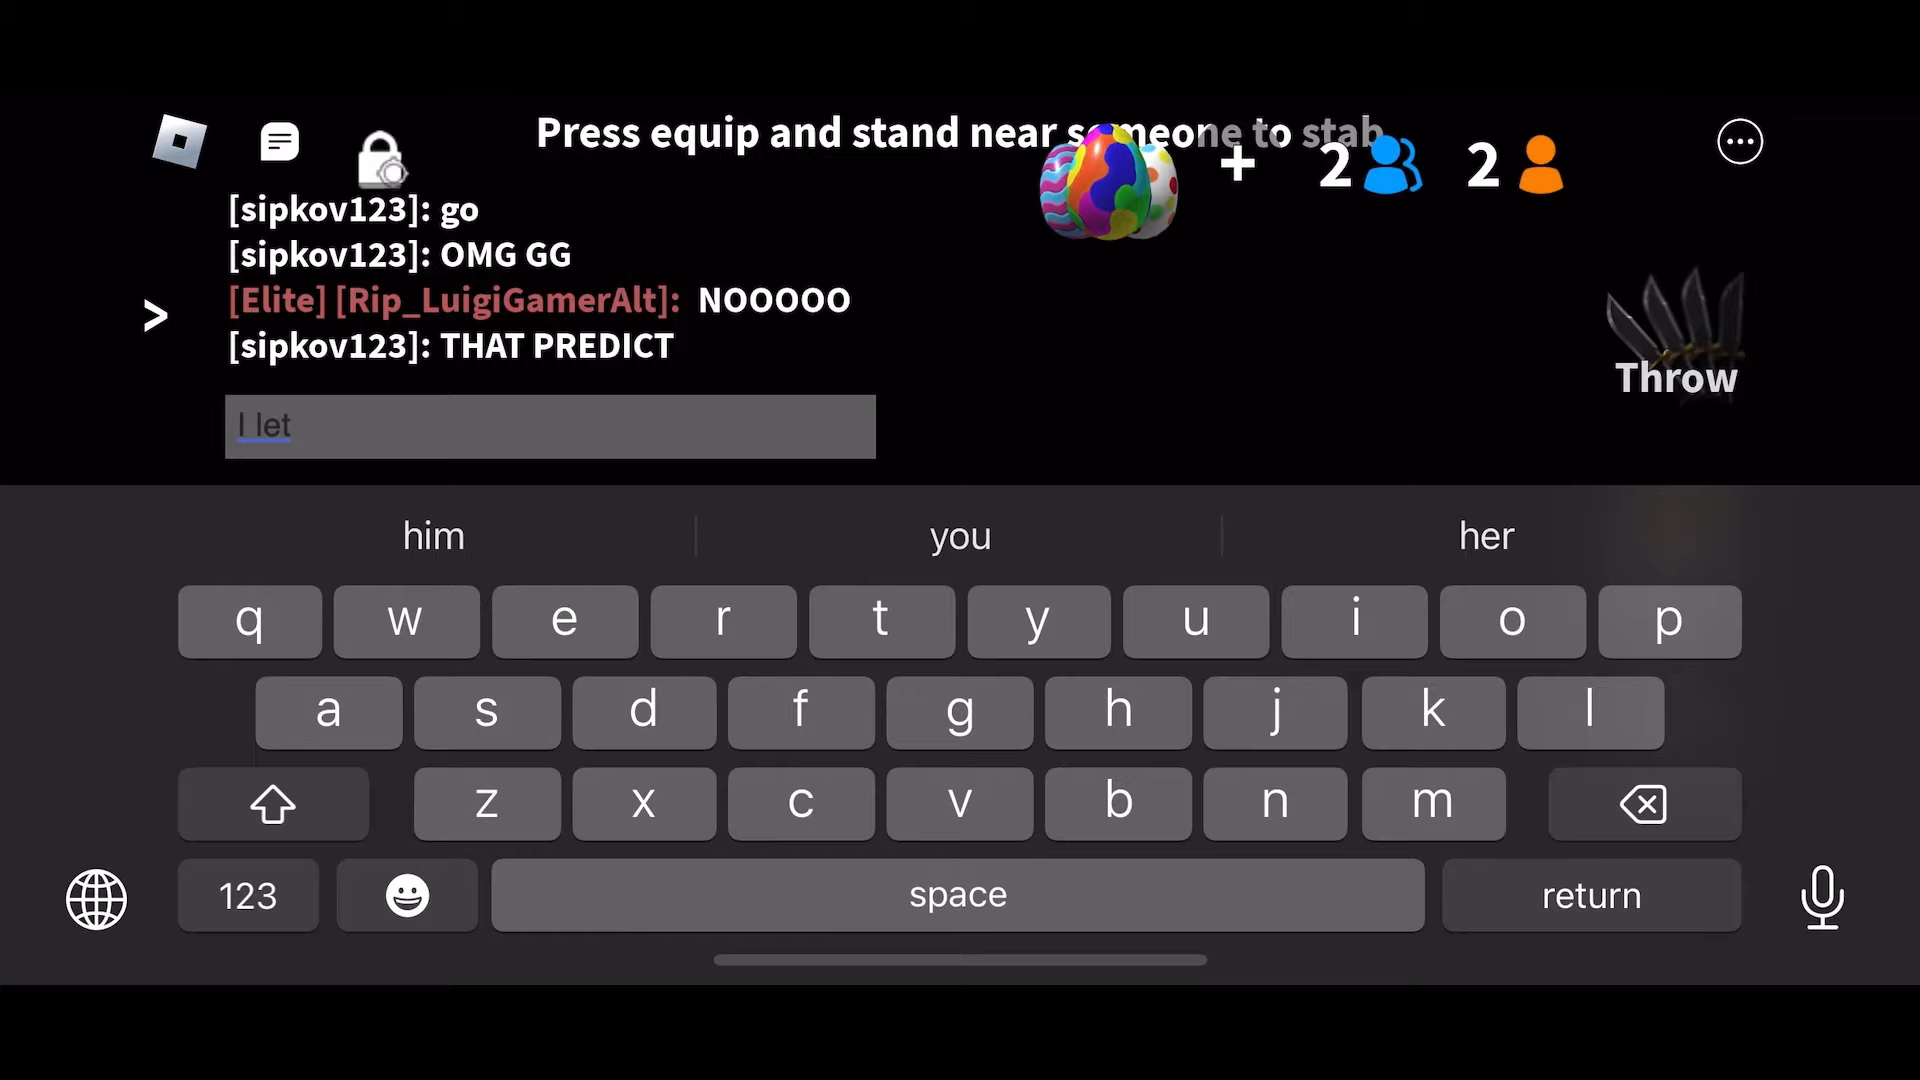 Press equip and stand near someone to stab
+ 2 2
[sipkov123]: go
[sipkov123]: OMG GG
[Elite] [Rip_LuigiGamerAlt]: NOOOOO
>
[sipkov123]: THAT PREDICT
Throw
I let
him you her
q w e r t y u i o p
a s d f g h j k l
z x c v b n m
123 space return